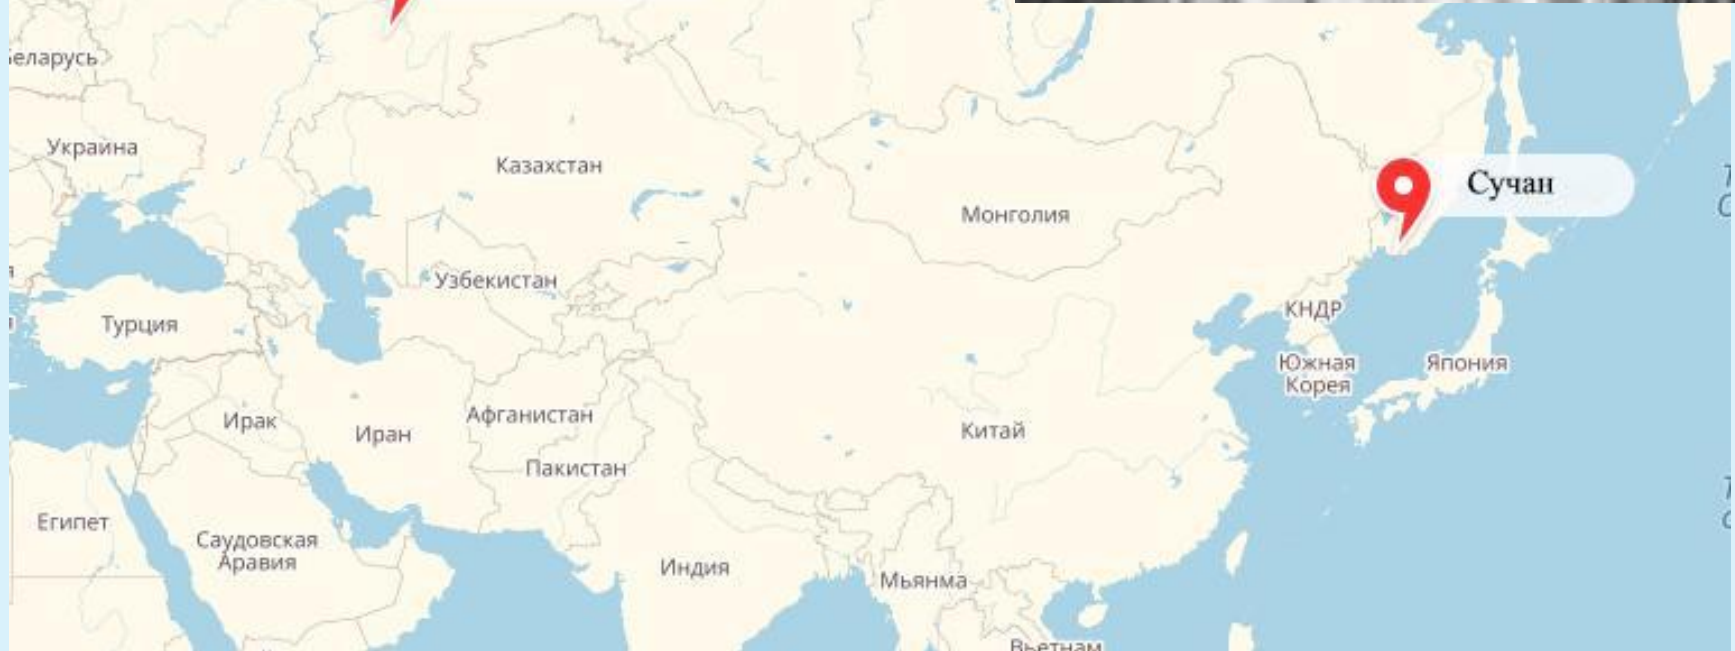 Беларусь
Украина
Казахстан
Сучан
Монголия
Узбекистан
КНДР
Турция
Южная
Корея
Япония
Афганистан
Ирак
Иран
Китай
Пакистан
Египет
Саудовская
Аравия
Индия
Мьянма
Вьетнам